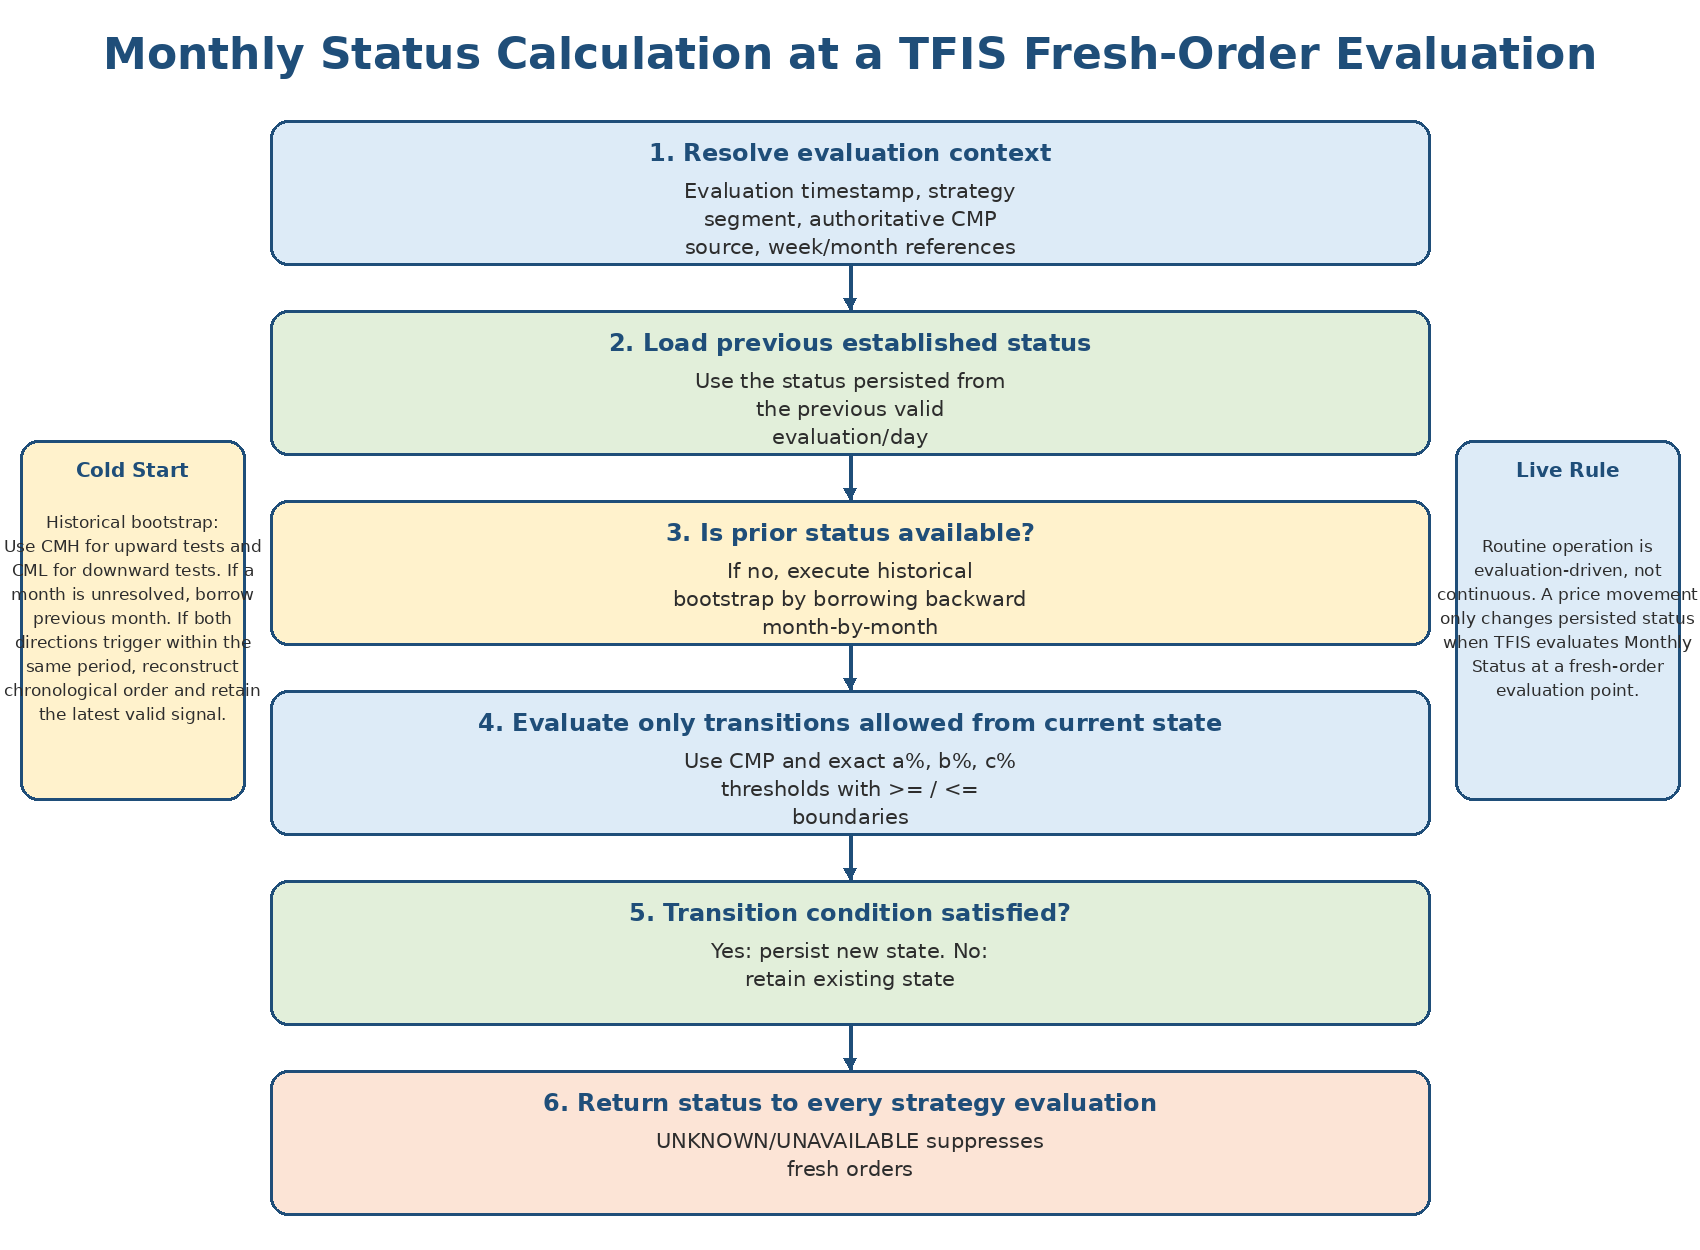 Monthly Status Calculation at a TFIS Fresh-Order Evaluation
1. Resolve evaluation context
Evaluation timestamp, strategy
segment, authoritative CMP
source, week/month references
2. Load previous established status
Use the status persisted from
the previous valid
evaluation/day
Cold Start
Historical bootstrap:
Use CMH for upward tests and
CML for downward tests. If a
month is unresolved, borrow
previous month. If both
directions trigger within the
same period, reconstruct
chronological order and retain
the latest valid signal.
3. Is prior status available?
If no, execute historical
bootstrap by borrowing backward
month-by-month
Live Rule
Routine operation is
evaluation-driven, not
continuous. A price movement
only changes persisted status
when TFIS evaluates Monthly
Status at a fresh-order
evaluation point.
4. Evaluate only transitions allowed from current state
Use CMP and exact a%, b%, c%
thresholds with >= / <=
boundaries
5. Transition condition satisfied?
Yes: persist new state. No:
retain existing state
6. Return status to every strategy evaluation
UNKNOWN/UNAVAILABLE suppresses
fresh orders